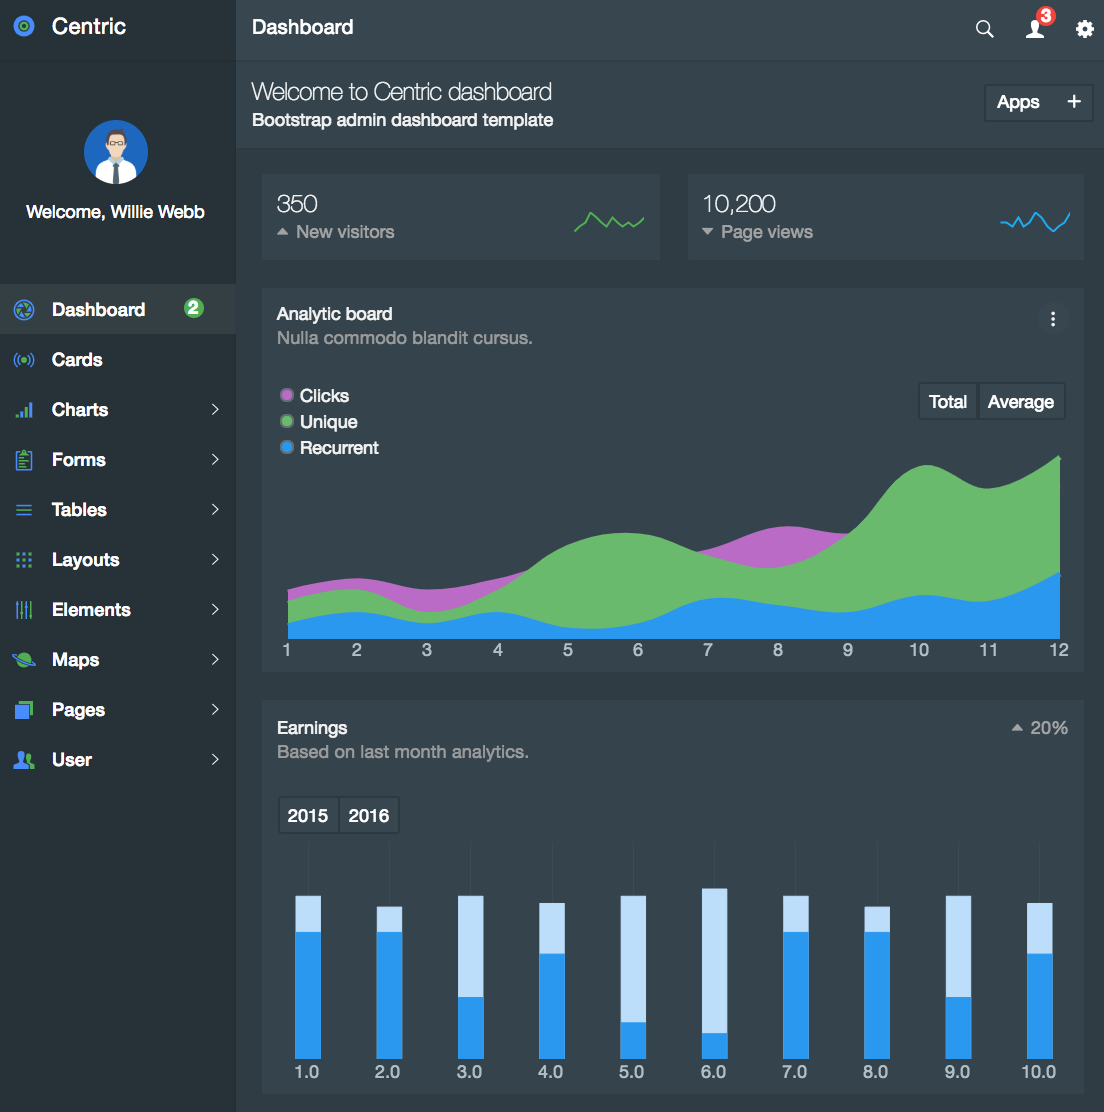 Centric
Dashboard
3
Welcome to Centric dashboard
Bootstrap admin dashboard template
Apps +
Welcome, Willie Webb
Dashboard 2
Cards
Charts
Forms
Tables
Layouts
Elements
Maps
Pages
User
350
New visitors
10,200
Page views
Analytic board
Nulla commodo blandit cursus.
Clicks
Unique
Recurrent
Total Average
1 2 3 4 5 6 7 8 9 10 11 12
Earnings
20%
Based on last month analytics.
2015 2016
1.0 2.0 3.0 4.0 5.0 6.0 7.0 8.0 9.0 10.0